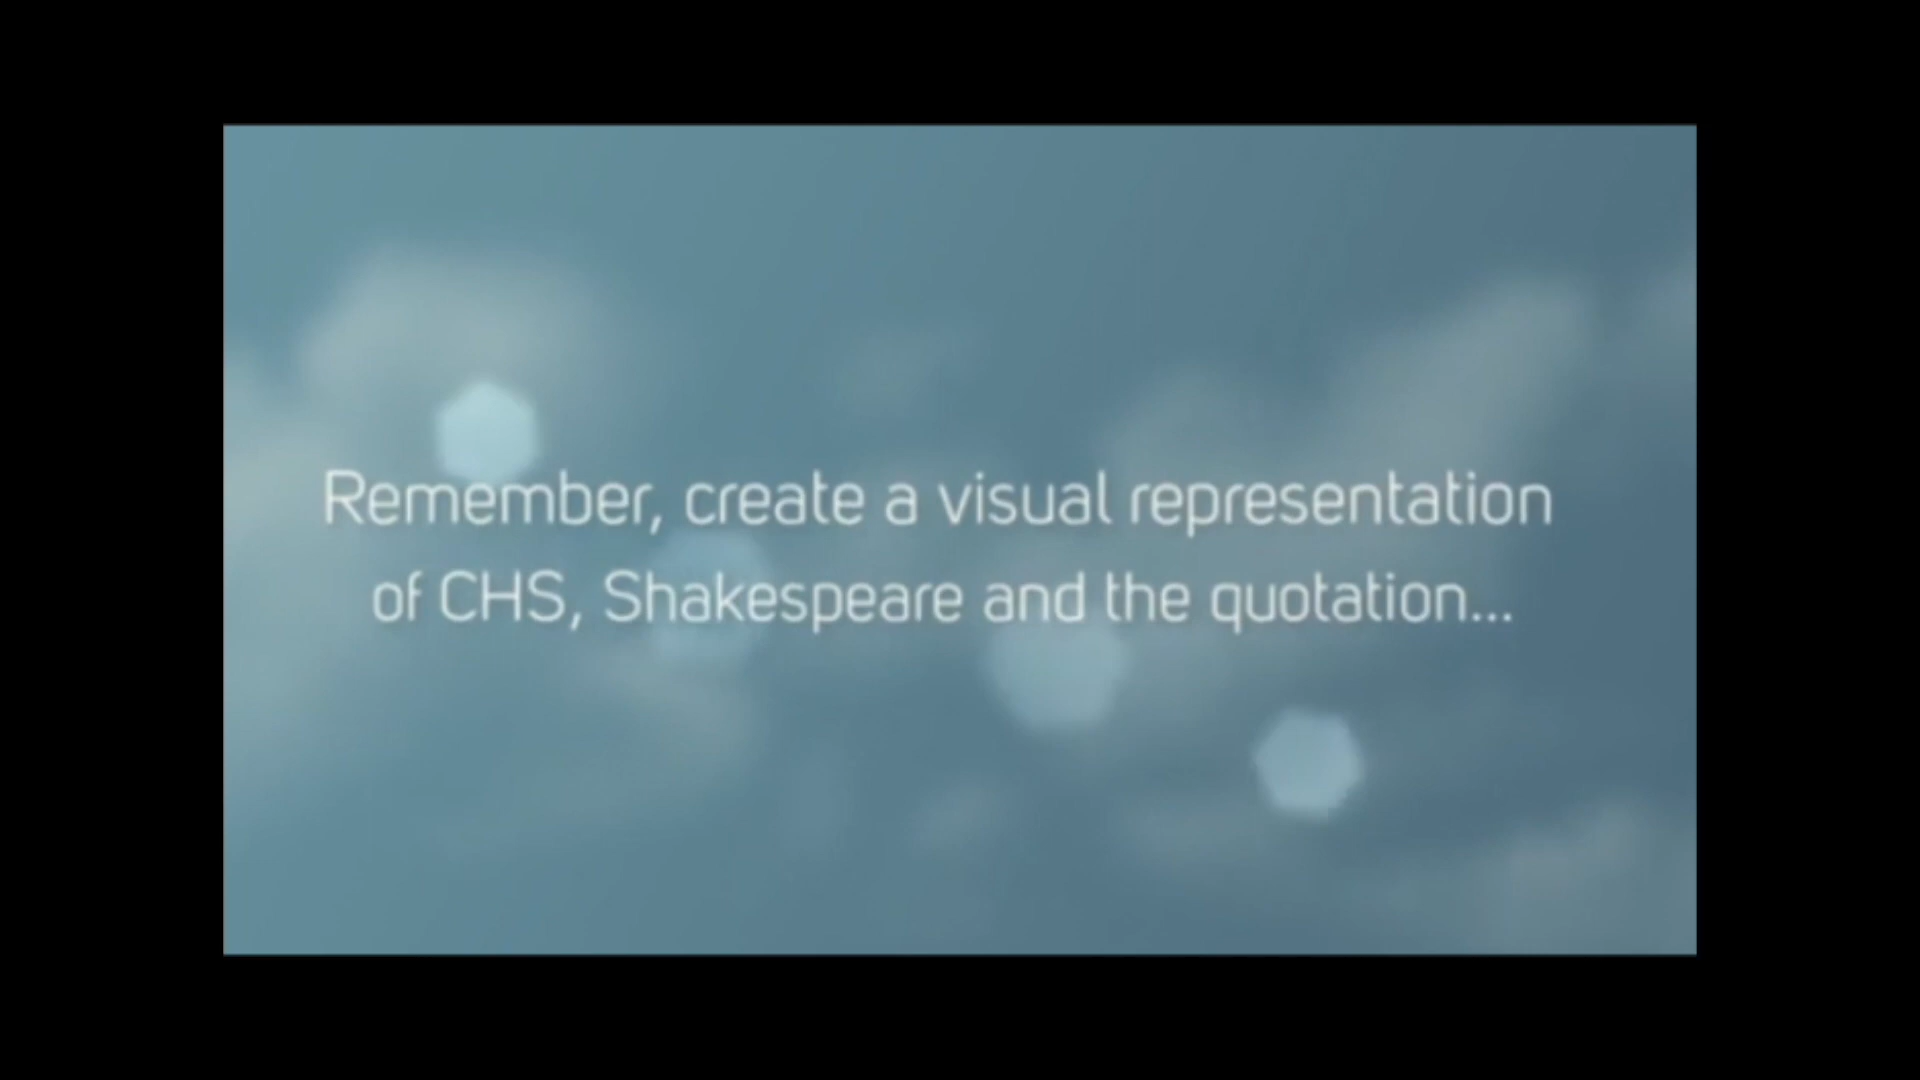 Remember, create a visual representation
of CHS, Shakespeare and the quotation...